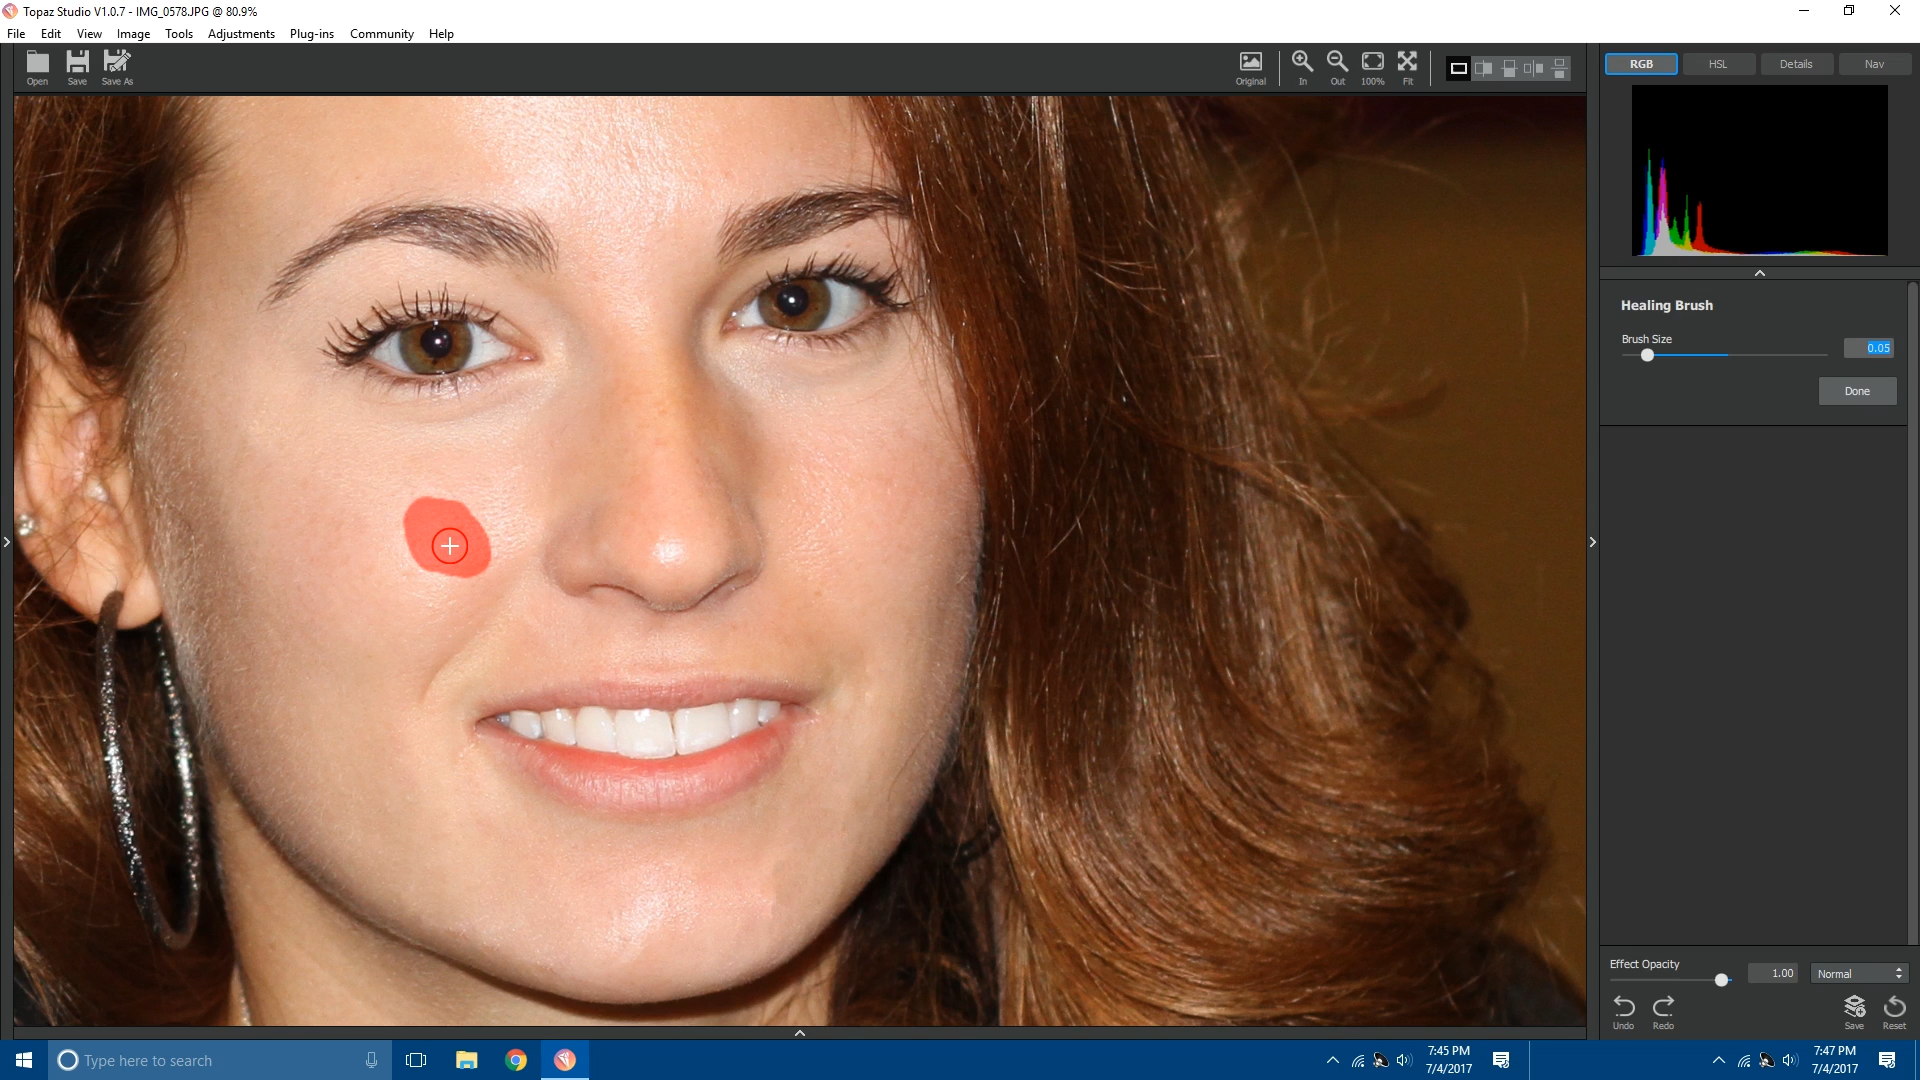 Topaz Studio V1.0.7 - IMG_0578.JPG @ 80.9%
File Edit View Image Tools Adjustments Plug-ins Community Help
Open Save Save As Original In Out 100% Fit
RGB HSL Details Nav
Healing Brush
Brush Size 0.05
Done
Effect Opacity 1.00 Normal
Undo Redo Save Reset
Type here to search
7:45 PM
7/4/2017
7:47 PM
7/4/2017